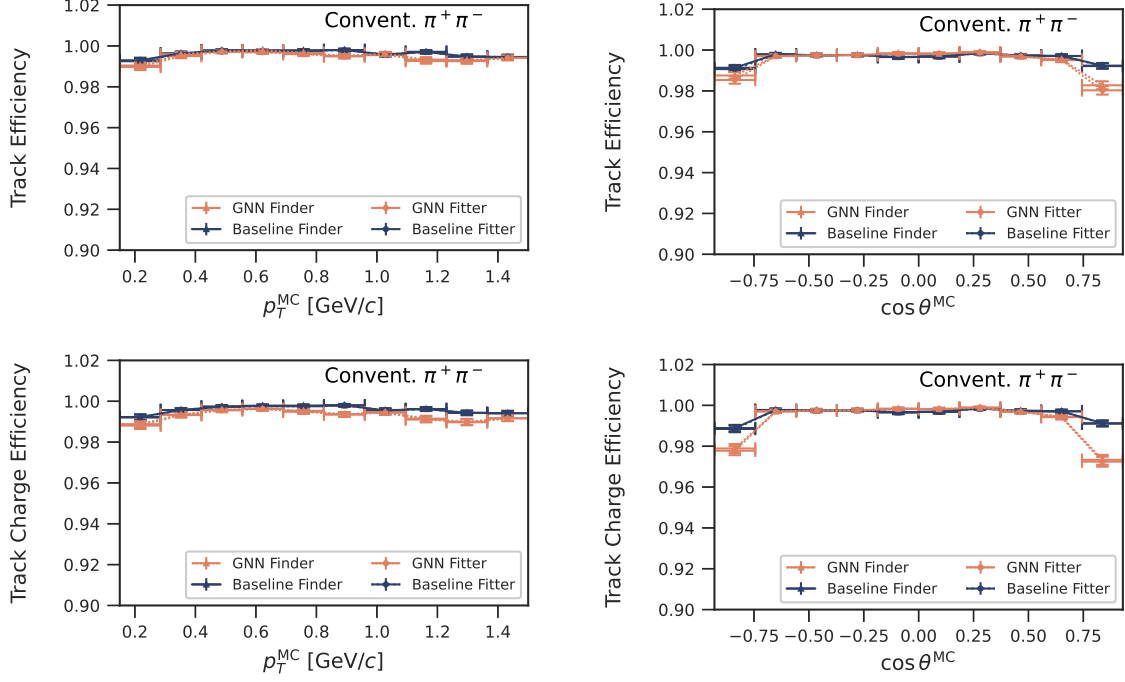 Convent. π⁺π⁻
1.02
1.00
0.98
0.96
0.94
0.92
0.90
Track Efficiency
GNN Finder GNN Fitter
Baseline Finder Baseline Fitter
0.2 0.4 0.6 0.8 1.0 1.2 1.4
p_T^MC [GeV/c]
Convent. π⁺π⁻
1.02
1.00
0.98
0.96
0.94
0.92
0.90
Track Efficiency
GNN Finder GNN Fitter
Baseline Finder Baseline Fitter
−0.75 −0.50 −0.25 0.00 0.25 0.50 0.75
cos θ^MC
Convent. π⁺π⁻
1.02
1.00
0.98
0.96
0.94
0.92
0.90
Track Charge Efficiency
GNN Finder GNN Fitter
Baseline Finder Baseline Fitter
0.2 0.4 0.6 0.8 1.0 1.2 1.4
p_T^MC [GeV/c]
Convent. π⁺π⁻
1.02
1.00
0.98
0.96
0.94
0.92
0.90
Track Charge Efficiency
GNN Finder GNN Fitter
Baseline Finder Baseline Fitter
−0.75 −0.50 −0.25 0.00 0.25 0.50 0.75
cos θ^MC